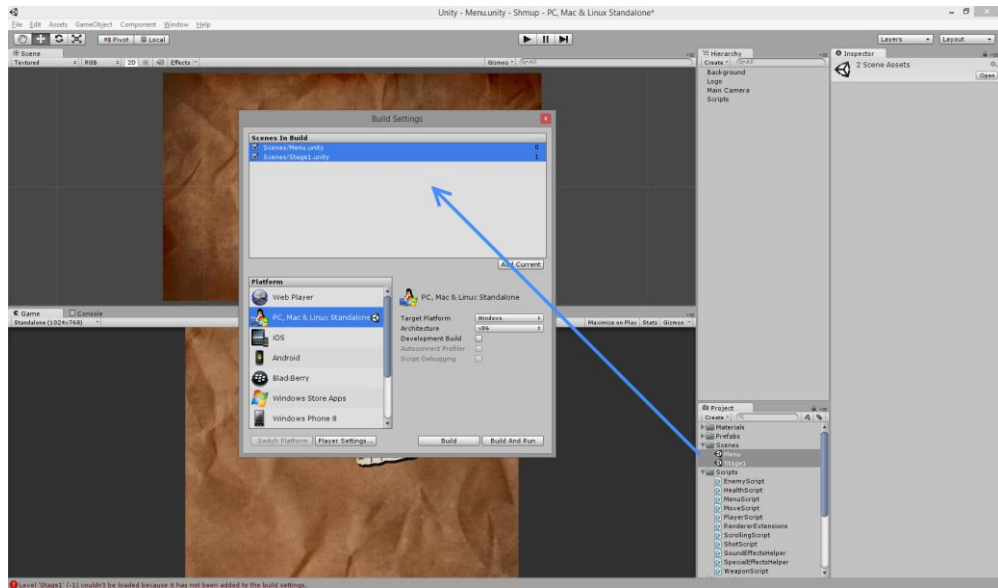 Unity - Menu.unity - Shmup - PC, Mac & Linux Standalone*
File Edit Assets GameObject Component Window Help
Pivot Local
Layers
Layout
Scene
Textured RGB 2D Effects
Gizmos All
Hierarchy
Create All
Background
Logo
Main Camera
Scripts
Inspector
2 Scene Assets
Open
Build Settings
Scenes In Build
Scenes/Menu.unity 0
Scenes/Stage1.unity 1
Add Current
Platform
Web Player
PC, Mac & Linux Standalone
iOS
Android
BlackBerry
Windows Store Apps
Windows Phone 8
PC, Mac & Linux Standalone
Target Platform Windows
Architecture x86
Development Build
Autoconnect Profiler
Script Debugging
Switch Platform Player Settings...
Build Build And Run
Game Console
Standalone (1024x768)
Maximize on Play Stats Gizmos
Project
Create
Materials
Prefabs
Scenes
Menu
Stage1
Scripts
EnemyScript
HealthScript
MenuScript
MoveScript
PlayerScript
RendererExtensions
ScrollingScript
ShotScript
SoundEffectsHelper
SpecialEffectsHelper
WeaponScript
Level 'Stage1' (-1) couldn't be loaded because it has not been added to the build settings.